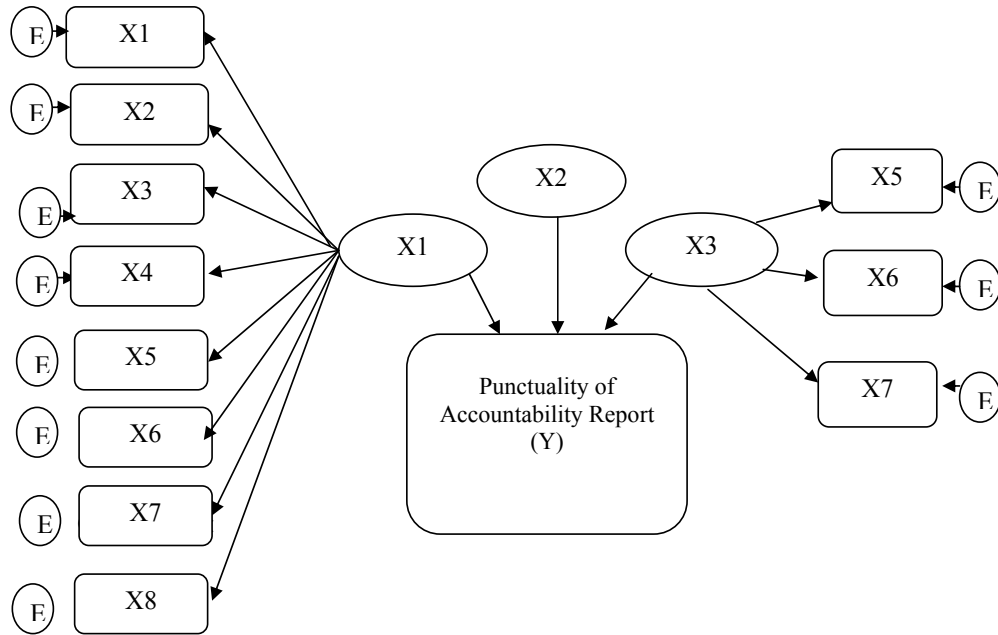 E
X1
E
X2
E
X3
E
X4
E
X5
E
X6
E
X7
E
X8
X1
X2
X3
Punctuality of
Accountability Report
(Y)
X5
E
X6
E
X7
E